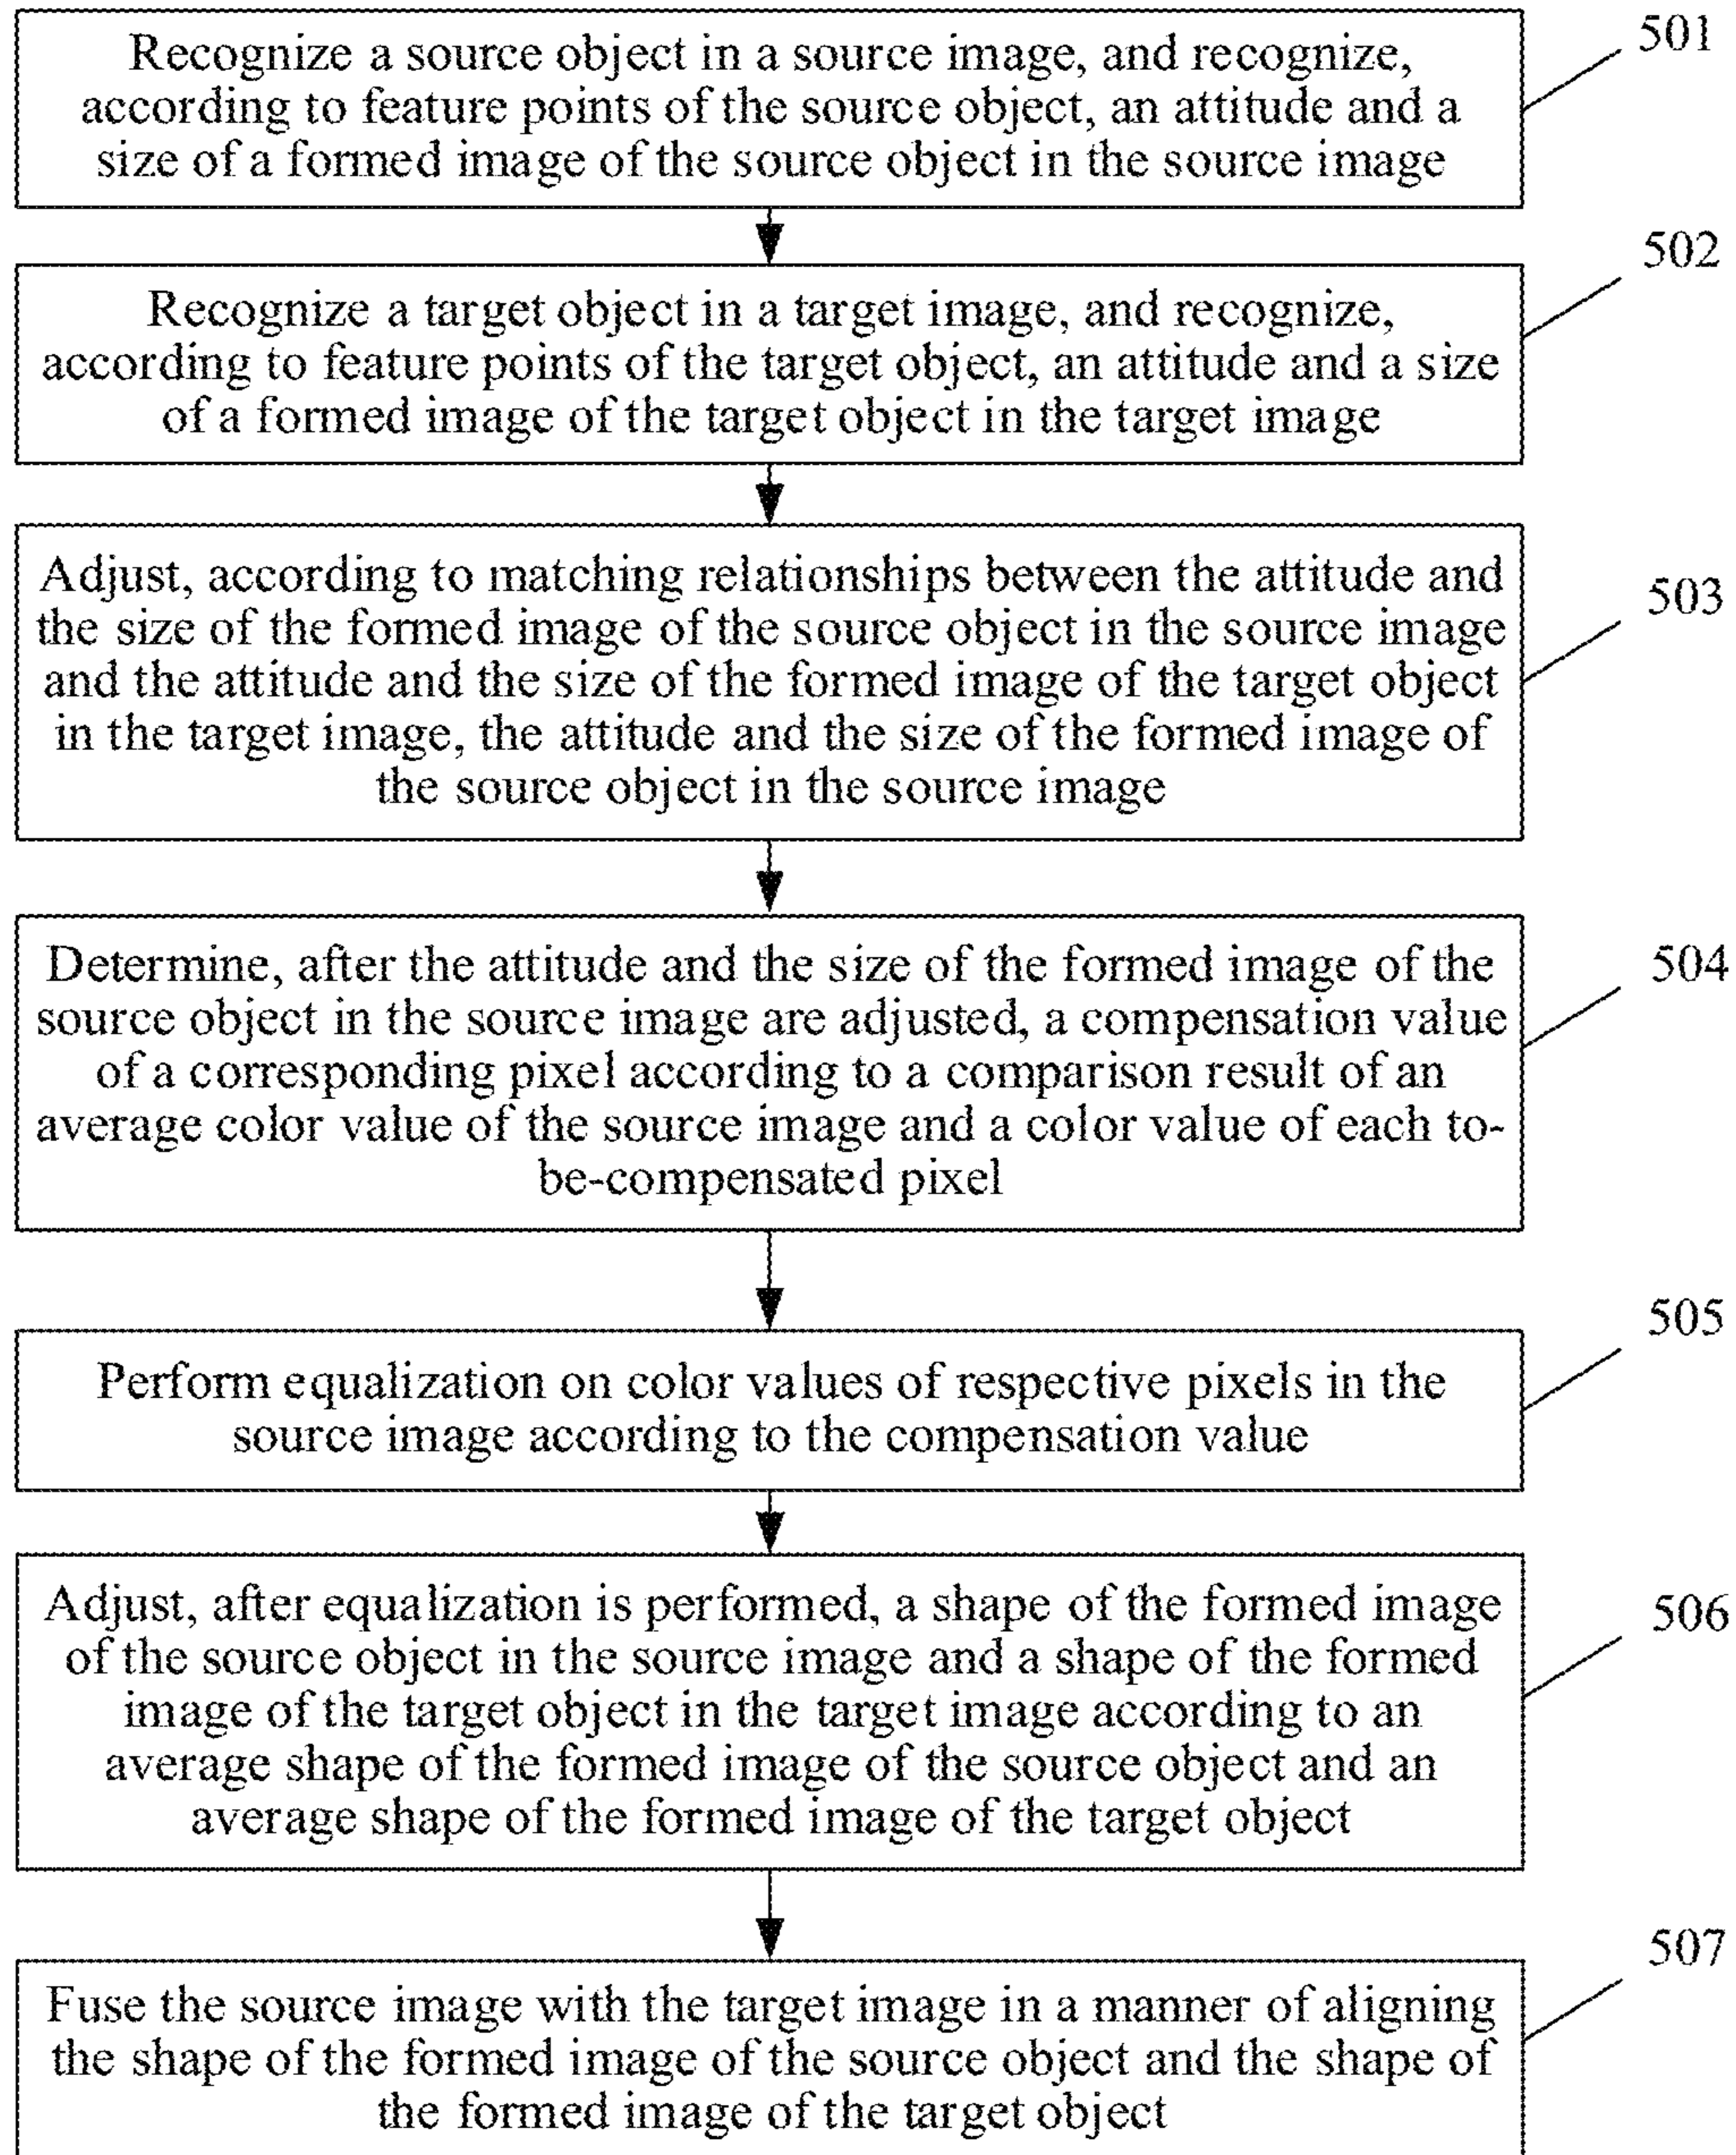 Recognize a source object in a source image, and recognize,
according to feature points of the source object, an attitude and a
size of a formed image of the source object in the source image
501
Recognize a target object in a target image, and recognize,
according to feature points of the target object, an attitude and a size
of a formed image of the target object in the target image
502
Adjust, according to matching relationships between the attitude and
the size of the formed image of the source object in the source image
and the attitude and the size of the formed image of the target object
in the target image, the attitude and the size of the formed image of
the source object in the source image
503
Determine, after the attitude and the size of the formed image of the
source object in the source image are adjusted, a compensation value
of a corresponding pixel according to a comparison result of an
average color value of the source image and a color value of each to-
be-compensated pixel
504
Perform equalization on color values of respective pixels in the
source image according to the compensation value
505
Adjust, after equalization is performed, a shape of the formed image
of the source object in the source image and a shape of the formed
image of the target object in the target image according to an
average shape of the formed image of the source object and an
average shape of the formed image of the target object
506
Fuse the source image with the target image in a manner of aligning
the shape of the formed image of the source object and the shape of
the formed image of the target object
507